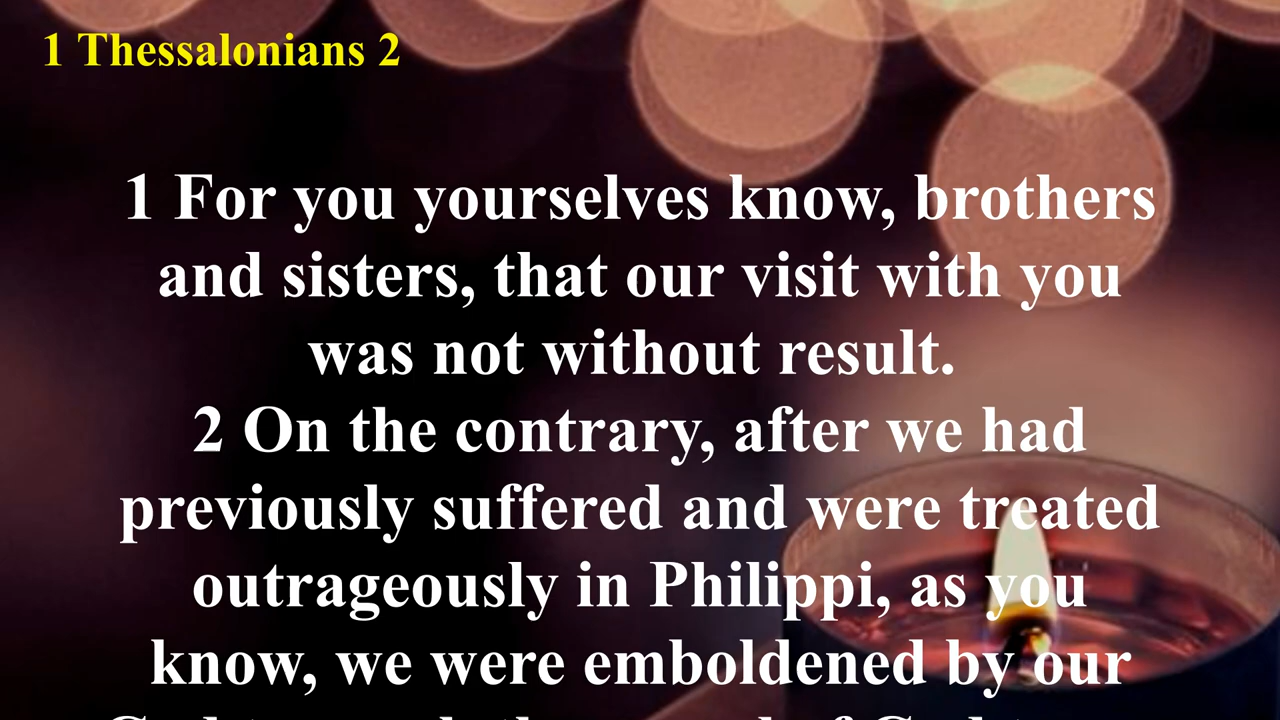 1 Thessalonians 2
1 For you yourselves know, brothers
and sisters, that our visit with you
was not without result.
2 On the contrary, after we had
previously suffered and were treated
outrageously in Philippi, as you
know, we were emboldened by our